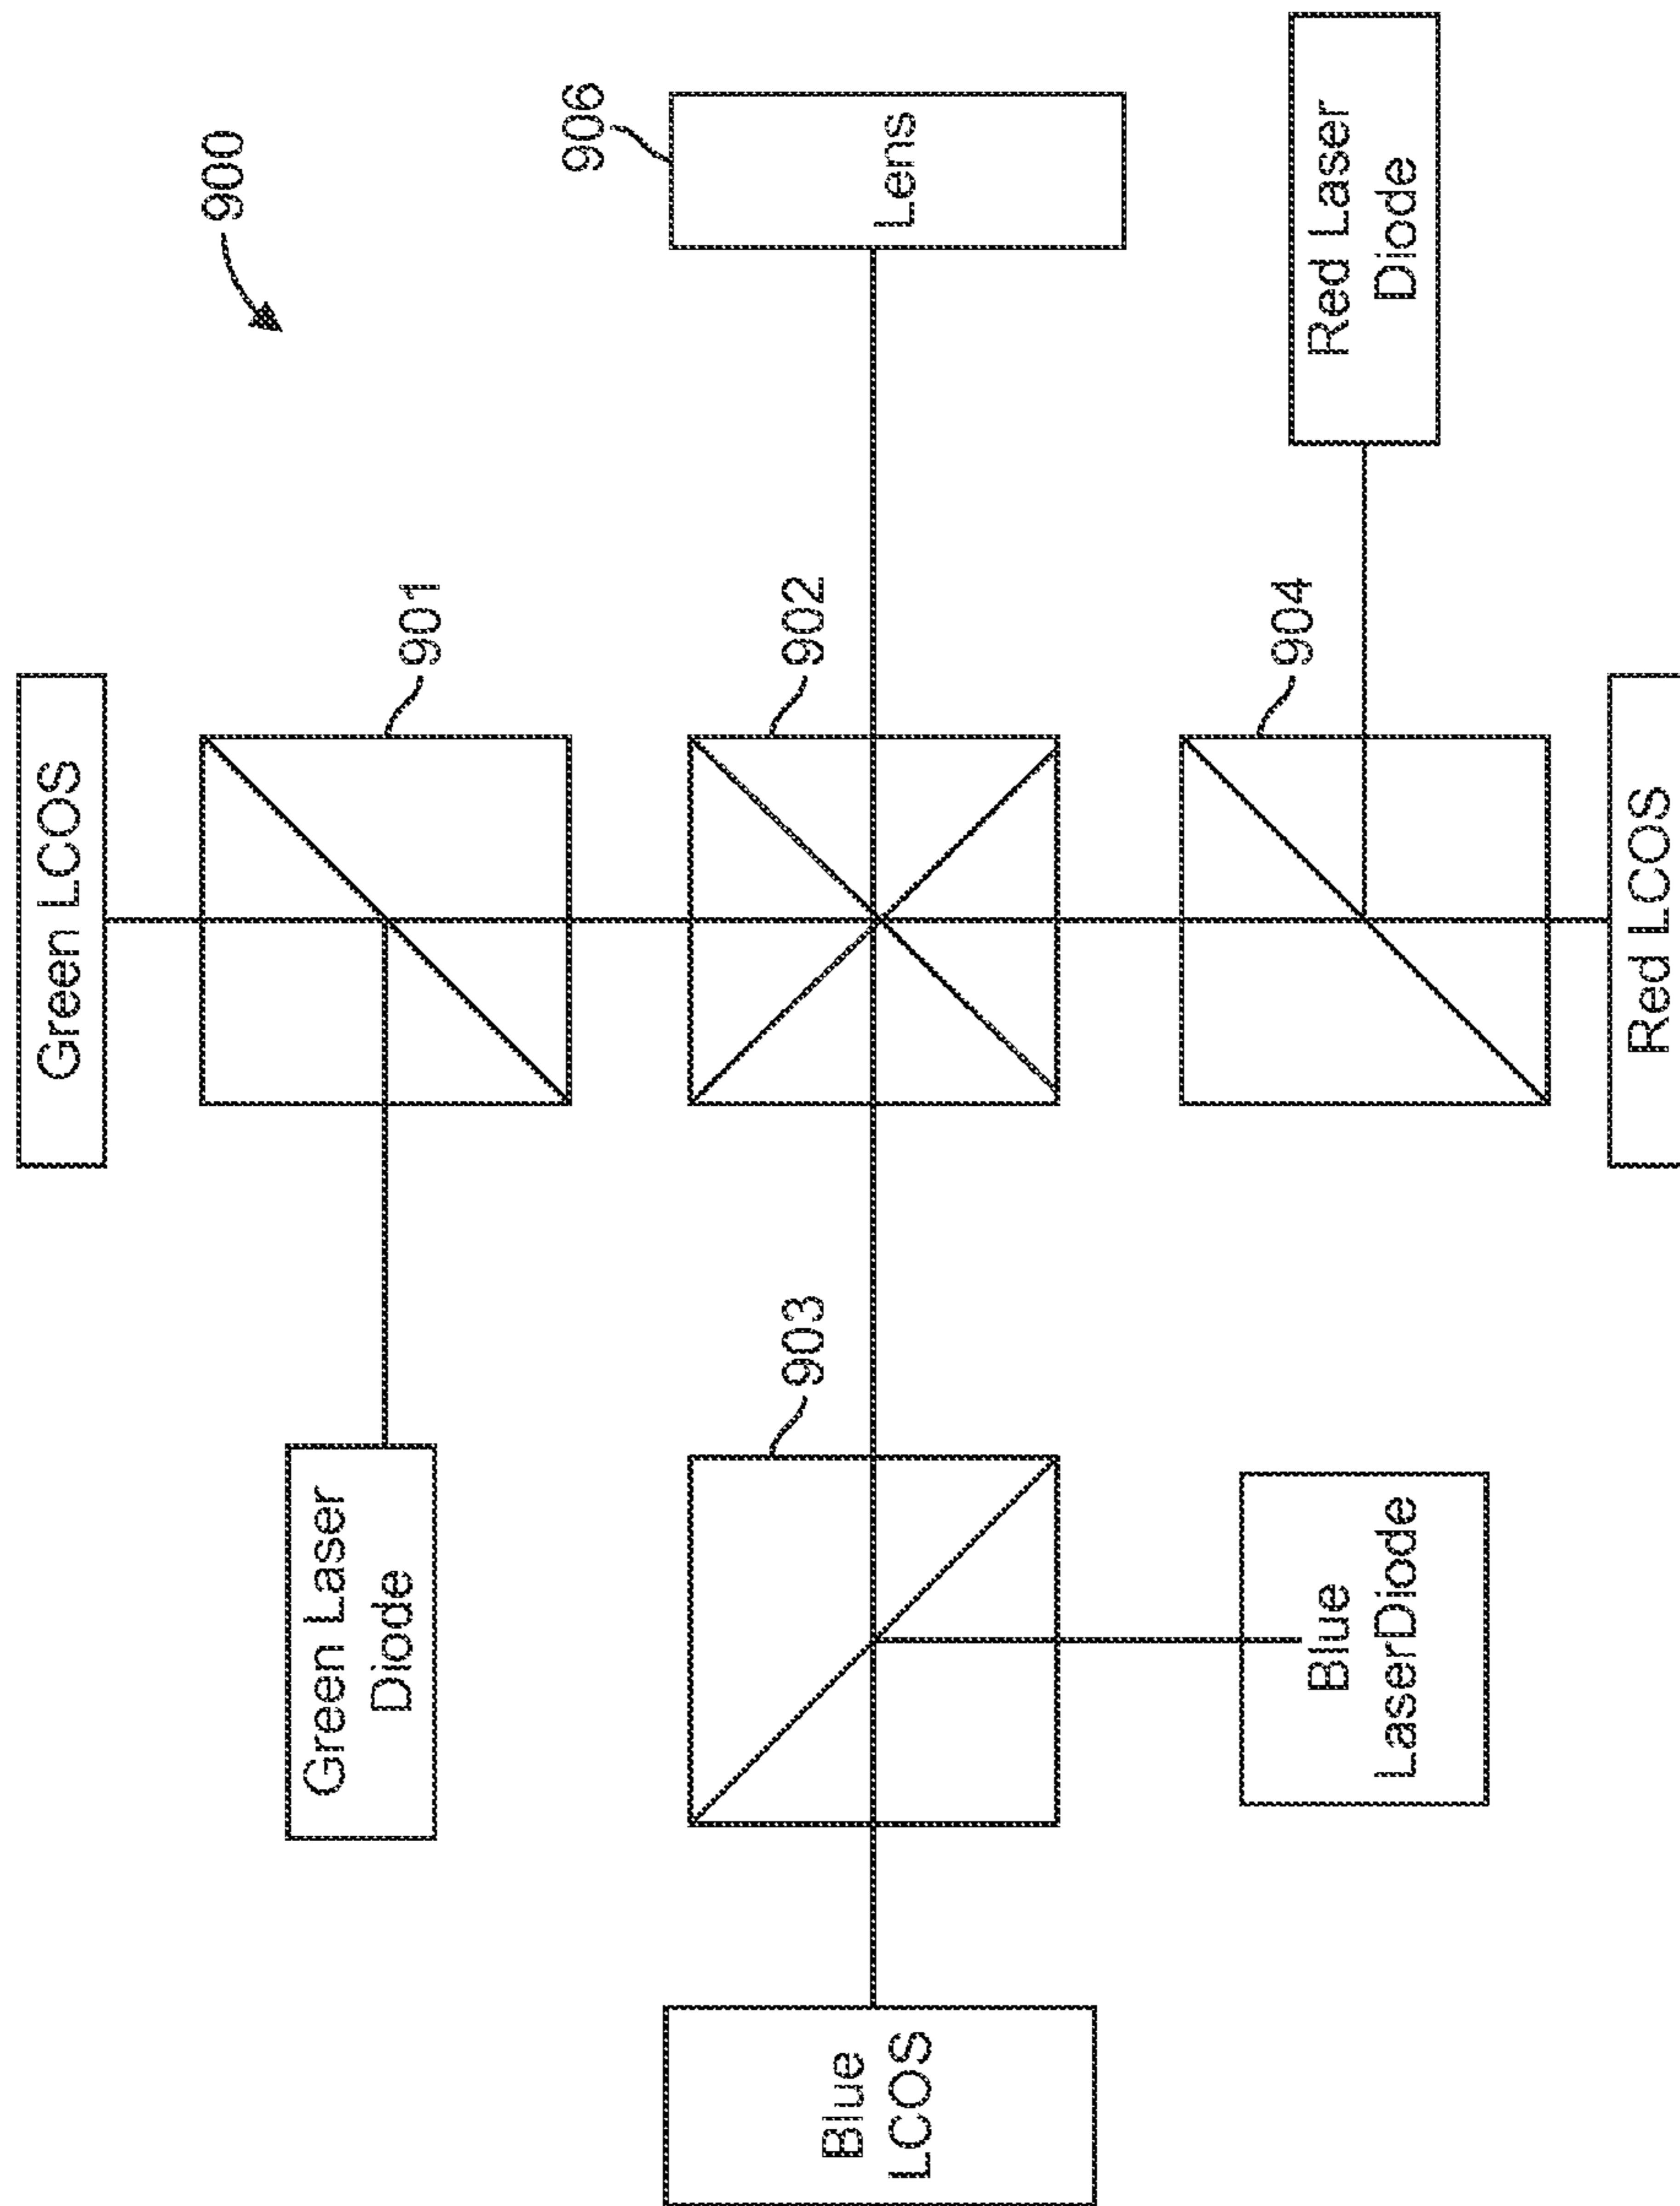 900
Green LCOS
901
Green Laser
Diode
906
Lens
902
903
Blue
LCOS
Blue
LaserDiode
904
Red Laser
Diode
Red LCOS